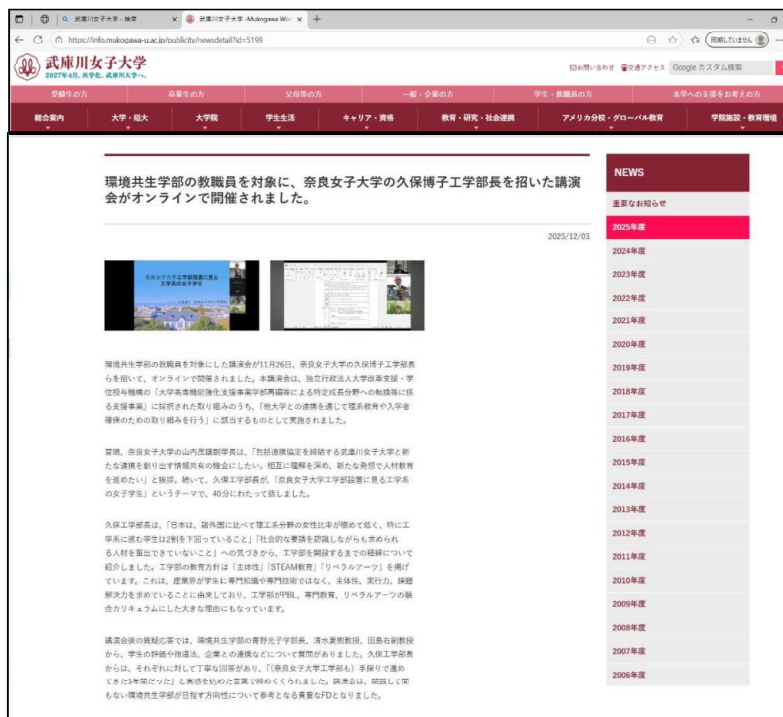 武庫川女子大学 - 検索
武庫川女子大学 -Mukogawa Wom
https://info.mukogawa-u.ac.jp/publicity/newsdetail?id=5199
同期していません
武庫川女子大学
2027年4月、共学化。武庫川大学へ。
お問い合わせ 交通アクセス Google カスタム検索
受験生の方 卒業生の方 父母等の方 一般・企業の方 学生・教職員の方 本学への支援をお考えの方
総合案内 大学・短大 大学院 学生生活 キャリア・資格 教育・研究・社会連携 アメリカ分校・グローバル教育 学院施設・教育環境
環境共生学部の教職員を対象に、奈良女子大学の久保博子工学部長を招いた講演
会がオンラインで開催されました。
2025/12/03
奈良女子大学工学部設置に見る
工学系の女子学生
環境共生学部の教職員を対象にした講演会が11月26日、奈良女子大学の久保博子工学部長
らを招いて、オンラインで開催されました。本講演会は、独立行政法人大学改革支援・学
位授与機構の「大学高専機能強化支援事業学部再編等による特定成長分野への転換等に係
る支援事業」に採択された取り組みのうち、「他大学との連携を通じて理系教育や入学者
確保のための取り組みを行う」に該当するものとして実施されました。
冒頭、奈良女子大学の山内茂雄副学長は、「包括連携協定を締結する武庫川女子大学と新
たな連携を創り出す情報共有の機会にしたい。相互に理解を深め、新たな発想で人材教育
を進めたい」と挨拶。続いて、久保工学部長が、「奈良女子大学工学部設置に見る工学系
の女子学生」というテーマで、40分にわたって話しました。
久保工学部長は、「日本は、諸外国に比べて理工系分野の女性比率が極めて低く、特に工
学系に進む学生は2割を下回っていること」「社会的な要請を認識しながらも求められ
る人材を輩出できていないこと」への気づきから、工学部を開設するまでの経緯について
紹介しました。工学部の教育方針は「主体性」「STEAM教育」「リベラルアーツ」を掲げ
ています。これは、産業界が学生に専門知識や専門技術ではなく、主体性、実行力、課題
解決力を求めていることに由来しており、工学部がPBL、専門教育、リベラルアーツの融
合カリキュラムにした大きな理由にもなっています。
講演会後の質疑応答では、環境共生学部の青野光子学部長、清水夏樹教授、田島右副教授
から、学生の評価や指導法、企業との連携などについて質問がありました。久保工学部長
からは、それぞれに対して丁寧な回答があり、「（奈良女子大学工学部も）手探りで進め
てきた3年間だった」と実感を込めた言葉で締めくくられました。講演会は、開設して間
もない環境共生学部が目指す方向性について参考となる貴重なFDとなりました。
NEWS
重要なお知らせ
2025年度
2024年度
2023年度
2022年度
2021年度
2020年度
2019年度
2018年度
2017年度
2016年度
2015年度
2014年度
2013年度
2012年度
2011年度
2010年度
2009年度
2008年度
2007年度
2006年度